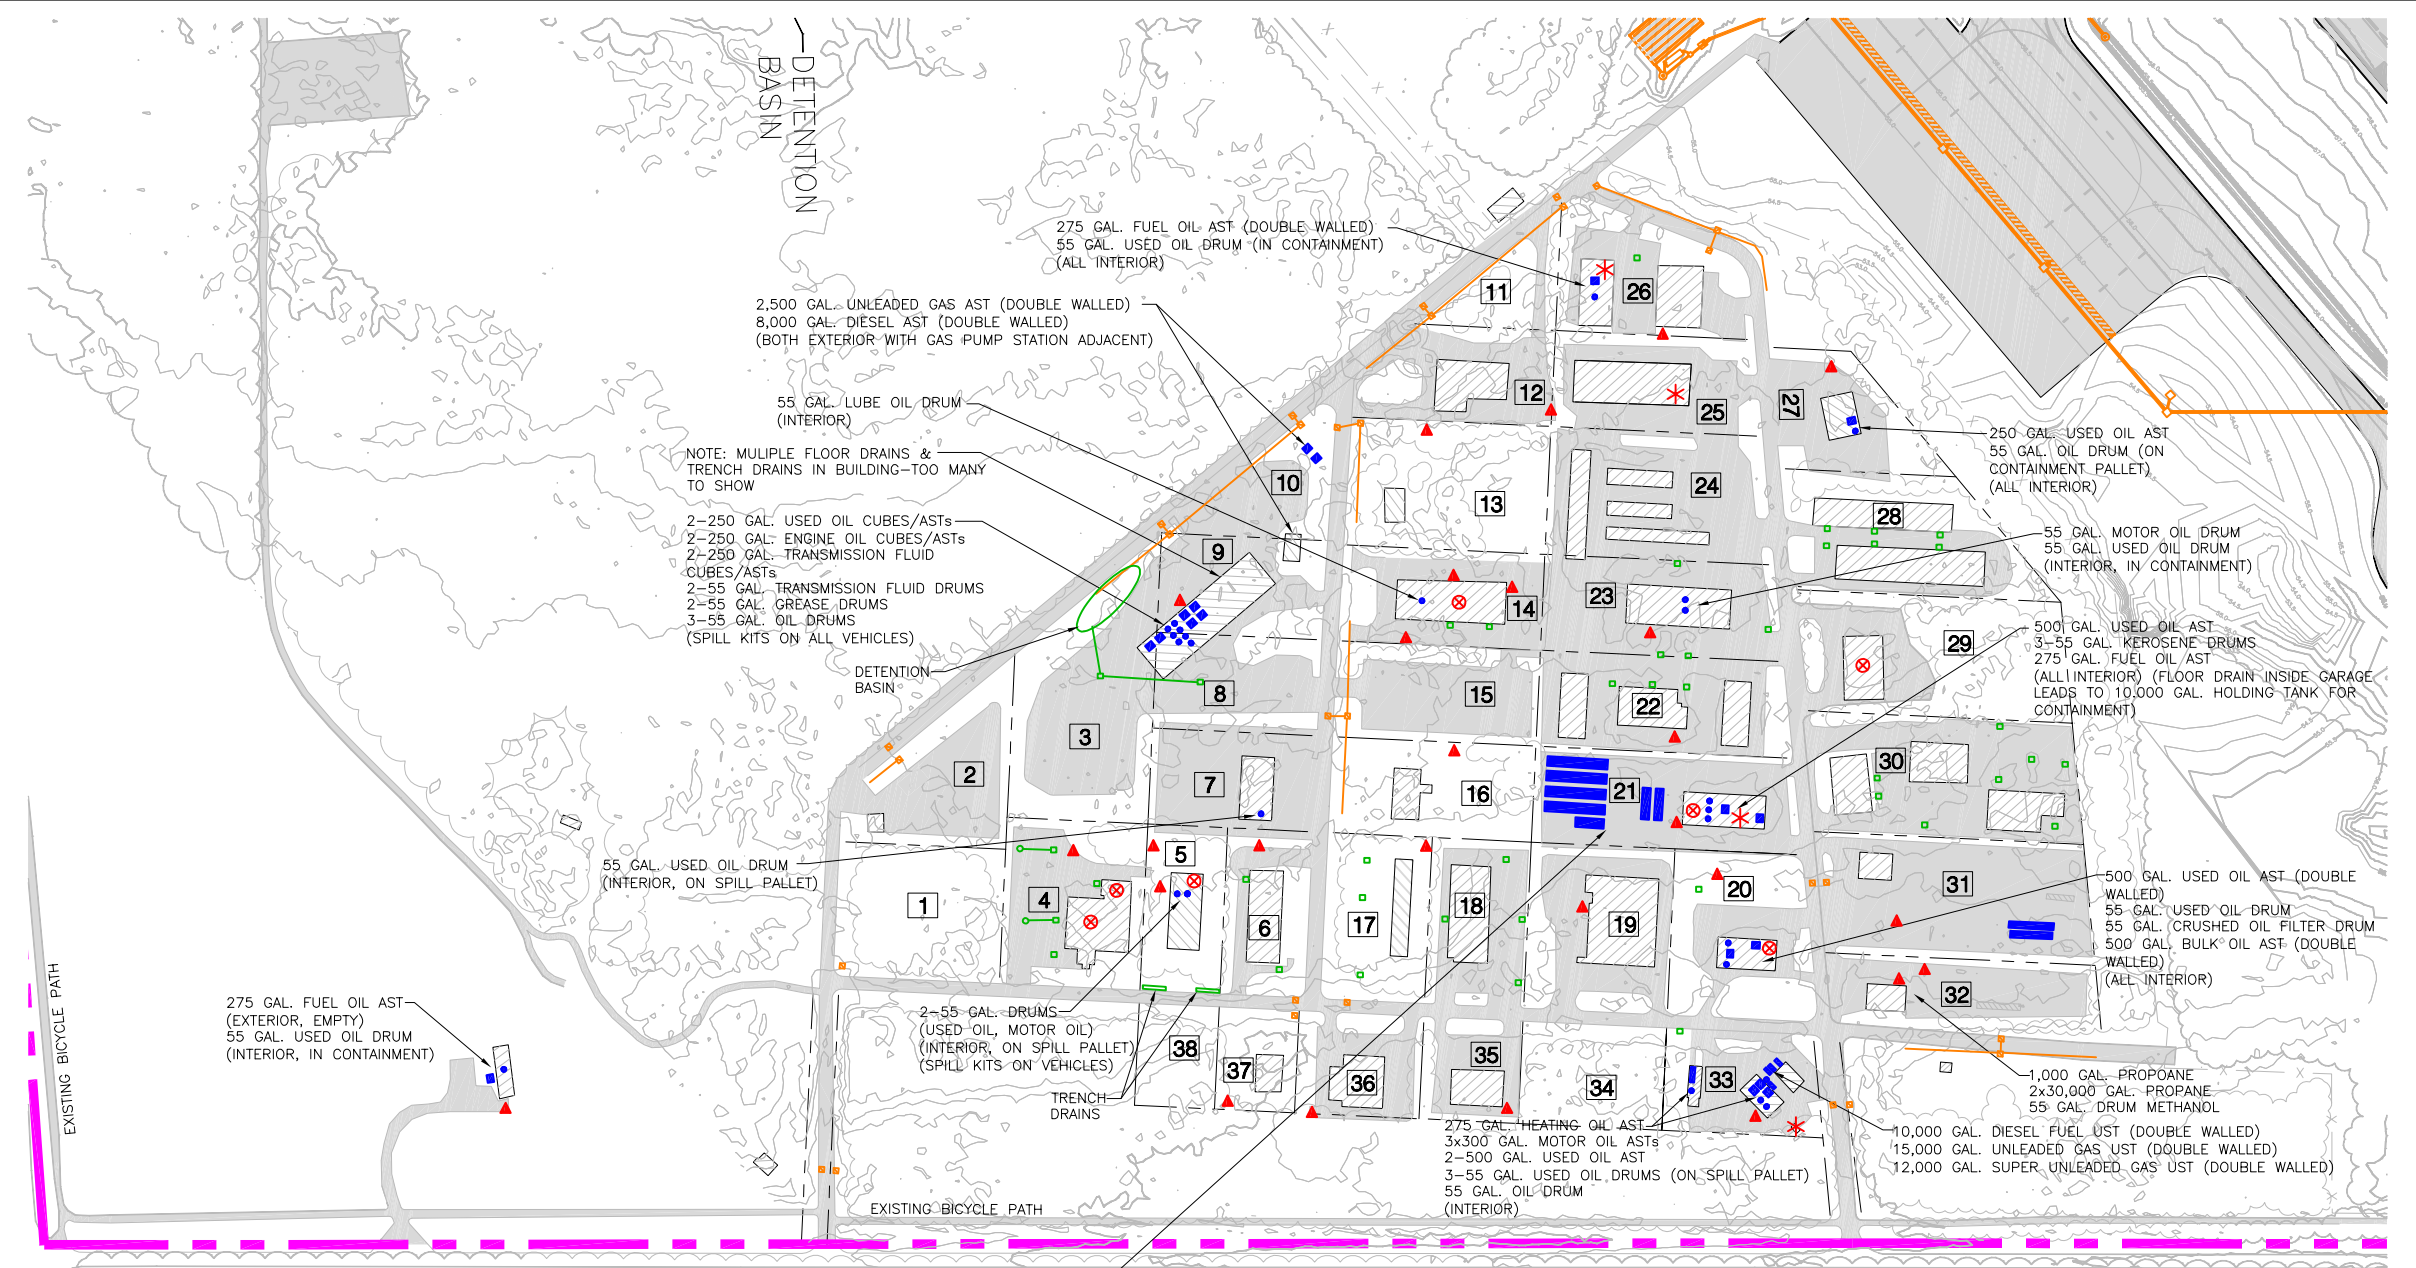 DETENTION
BASIN
275 GAL. FUEL OIL AST (DOUBLE WALLED)
55 GAL. USED OIL DRUM (IN CONTAINMENT)
(ALL INTERIOR)
2,500 GAL. UNLEADED GAS AST (DOUBLE WALLED)
8,000 GAL. DIESEL AST (DOUBLE WALLED)
(BOTH EXTERIOR WITH GAS PUMP STATION ADJACENT)
55 GAL. LUBE OIL DRUM
(INTERIOR)
NOTE: MULIPLE FLOOR DRAINS &
TRENCH DRAINS IN BUILDING-TOO MANY
TO SHOW
2-250 GAL. USED OIL CUBES/ASTs
2-250 GAL. ENGINE OIL CUBES/ASTs
2-250 GAL. TRANSMISSION FLUID
CUBES/ASTs
2-55 GAL. TRANSMISSION FLUID DRUMS
2-55 GAL. GREASE DRUMS
3-55 GAL. OIL DRUMS
(SPILL KITS ON ALL VEHICLES)
DETENTION
BASIN
250 GAL. USED OIL AST
55 GAL. OIL DRUM (ON
CONTAINMENT PALLET)
(ALL INTERIOR)
55 GAL. MOTOR OIL DRUM
55 GAL. USED OIL DRUM
(INTERIOR, IN CONTAINMENT)
500 GAL. USED OIL AST
3-55 GAL. KEROSENE DRUMS
275 GAL. FUEL OIL AST
(ALL INTERIOR) (FLOOR DRAIN INSIDE GARAGE
LEADS TO 10,000 GAL. HOLDING TANK FOR
CONTAINMENT)
11
26
12
25
27
10
13
24
28
9
14
23
29
8
15
22
3
2
7
16
21
30
55 GAL. USED OIL DRUM
(INTERIOR, ON SPILL PALLET)
1
4
5
6
17
18
19
20
31
32
500 GAL. USED OIL AST (DOUBLE
WALLED)
55 GAL. USED OIL DRUM
55 GAL. CRUSHED OIL FILTER DRUM
500 GAL. BULK OIL AST (DOUBLE
WALLED)
(ALL INTERIOR)
EXISTING BICYCLE PATH
275 GAL. FUEL OIL AST
(EXTERIOR, EMPTY)
55 GAL. USED OIL DRUM
(INTERIOR, IN CONTAINMENT)
2-55 GAL. DRUMS
(USED OIL, MOTOR OIL)
(INTERIOR, ON SPILL PALLET)
(SPILL KITS ON VEHICLES)
TRENCH
DRAINS
38
37
36
35
34
33
1,000 GAL. PROPOANE
2x30,000 GAL. PROPANE
55 GAL. DRUM METHANOL
275 GAL. HEATING OIL AST
3x300 GAL. MOTOR OIL ASTs
2-500 GAL. USED OIL AST
3-55 GAL. USED OIL DRUMS (ON SPILL PALLET)
55 GAL. OIL DRUM
(INTERIOR)
10,000 GAL. DIESEL FUEL UST (DOUBLE WALLED)
15,000 GAL. UNLEADED GAS UST (DOUBLE WALLED)
12,000 GAL. SUPER UNLEADED GAS UST (DOUBLE WALLED)
EXISTING BICYCLE PATH